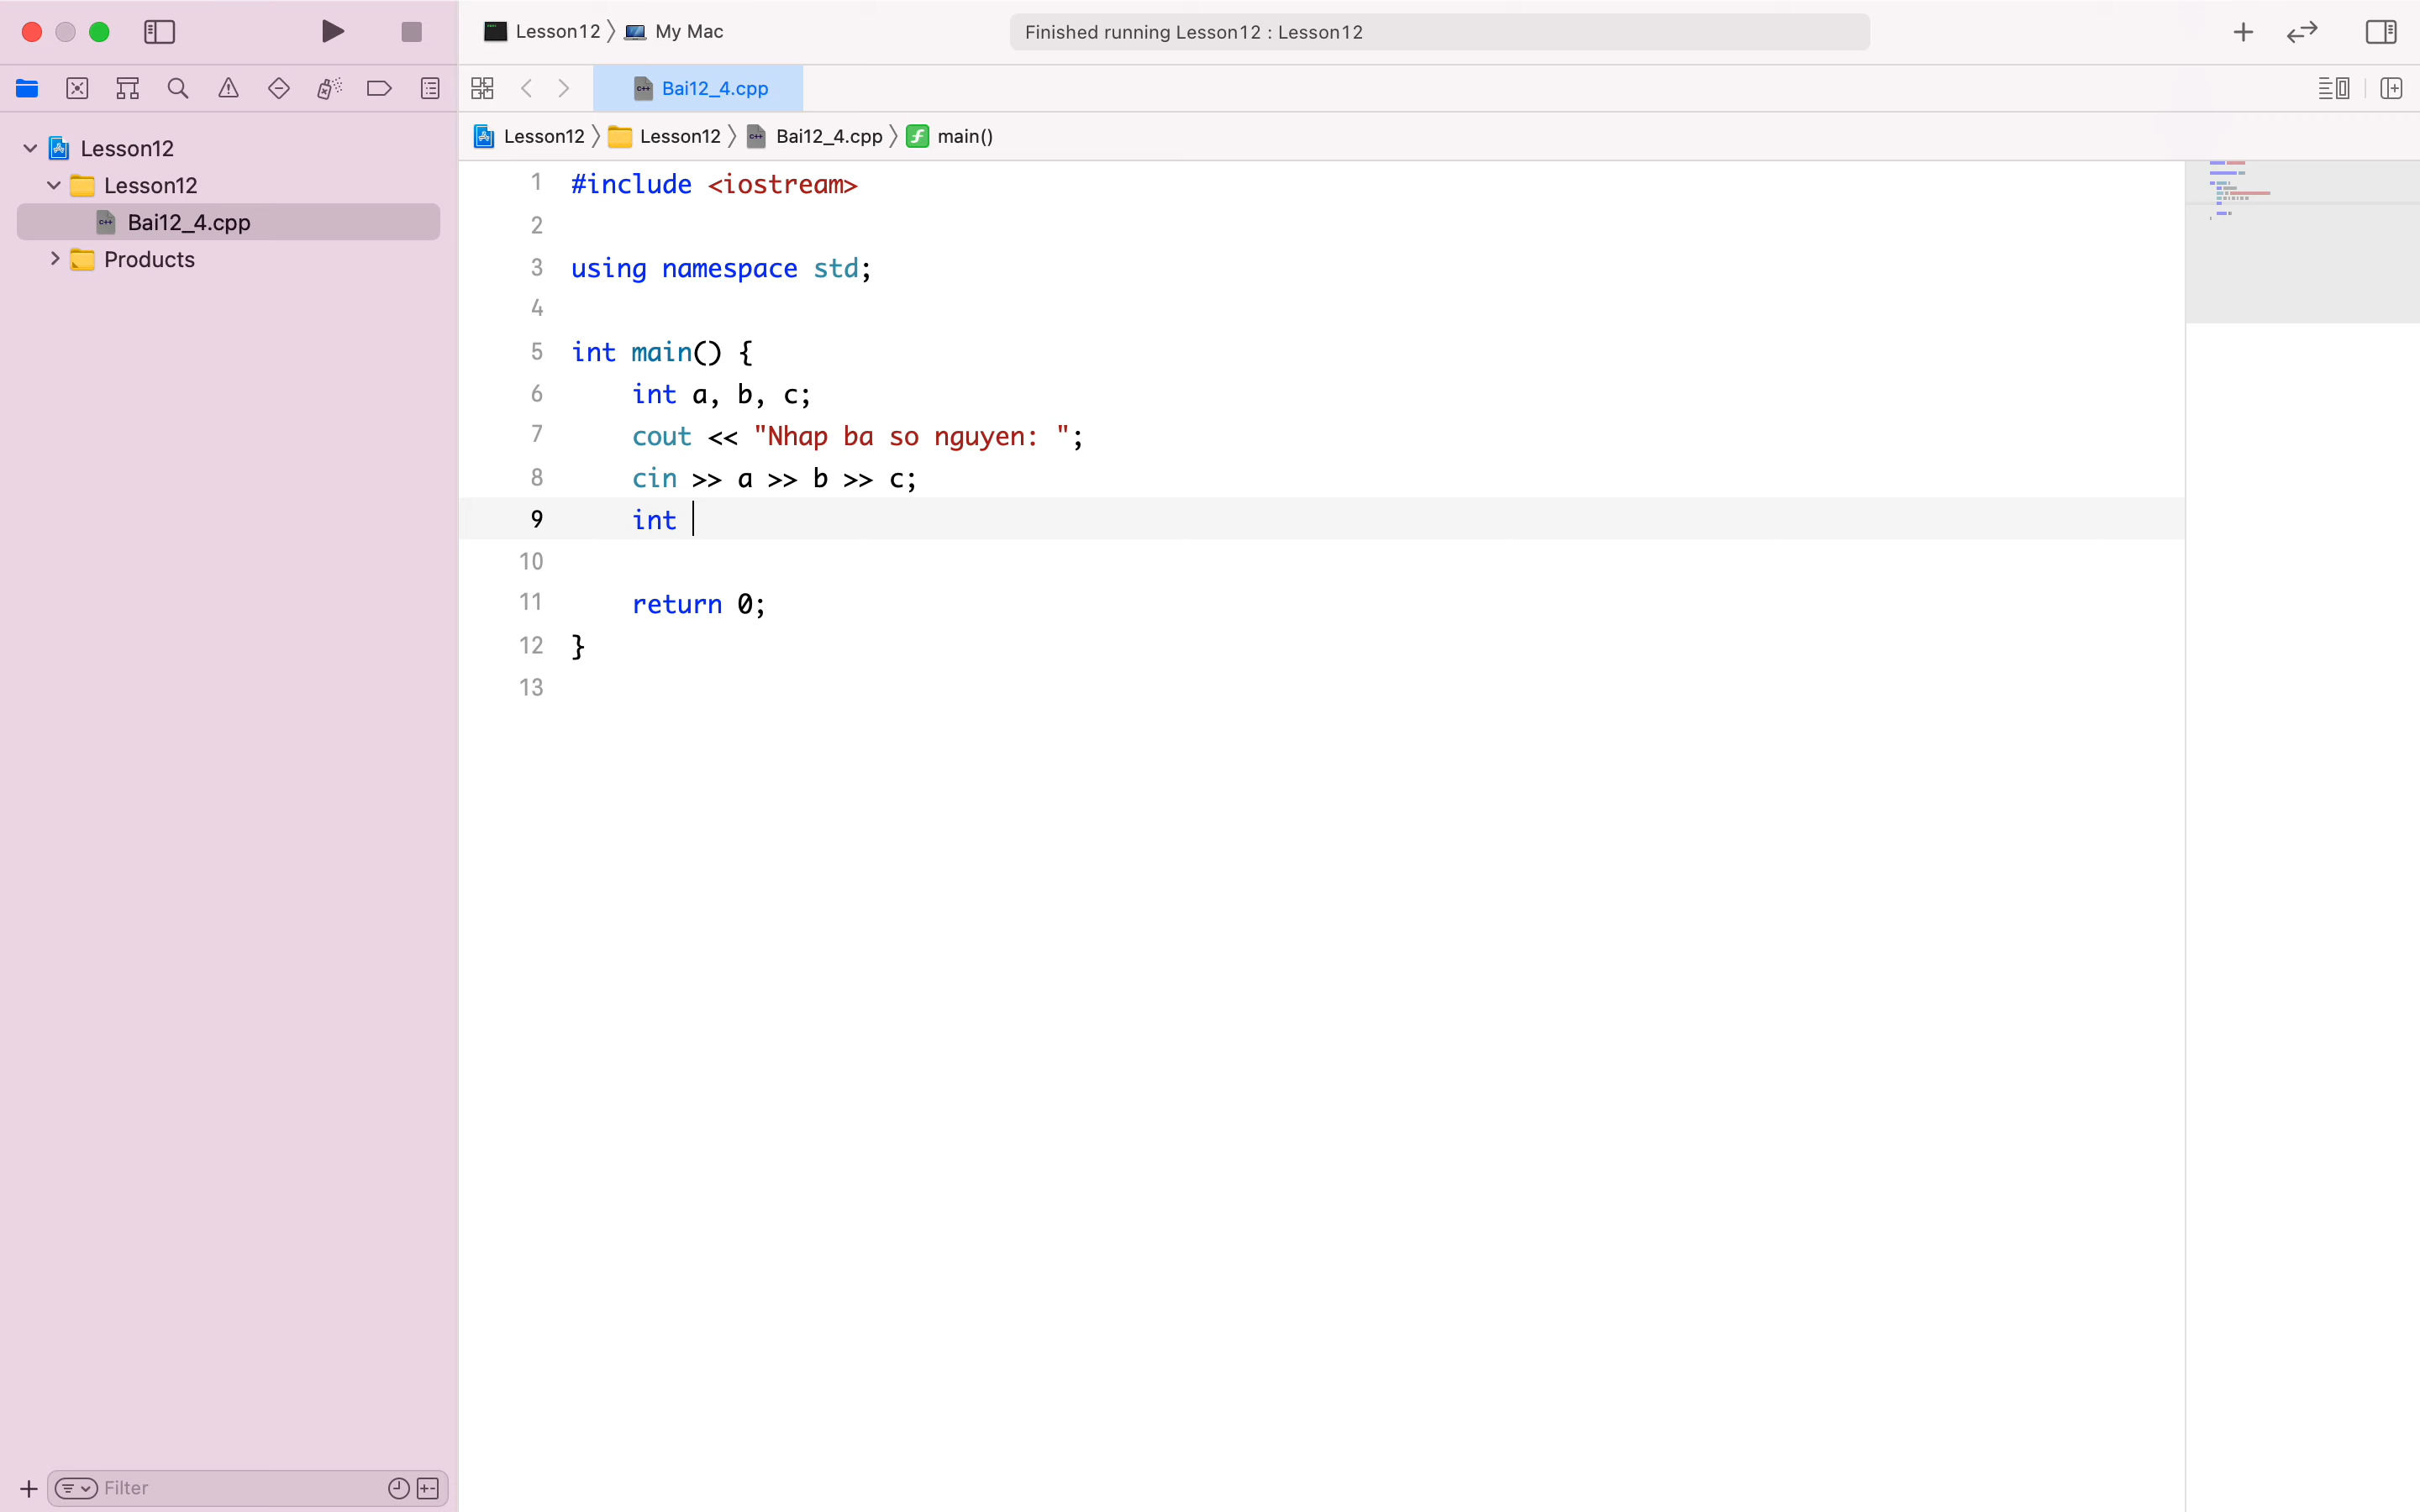 Lesson12 My Mac Finished running Lesson12 : Lesson12
Bai12_4.cpp
Lesson12 Lesson12 Bai12_4.cpp main()
Lesson12
Lesson12
Bai12_4.cpp
Products
1 #include <iostream>
2
3 using namespace std;
4
5 int main() {
6 int a, b, c;
7 cout << "Nhap ba so nguyen: ";
8 cin >> a >> b >> c;
9 int
10
11 return 0;
12 }
13
Filter